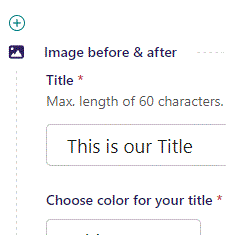 Image before & after
Title *
Max. length of 60 characters.
This is our Title
Choose color for your title *